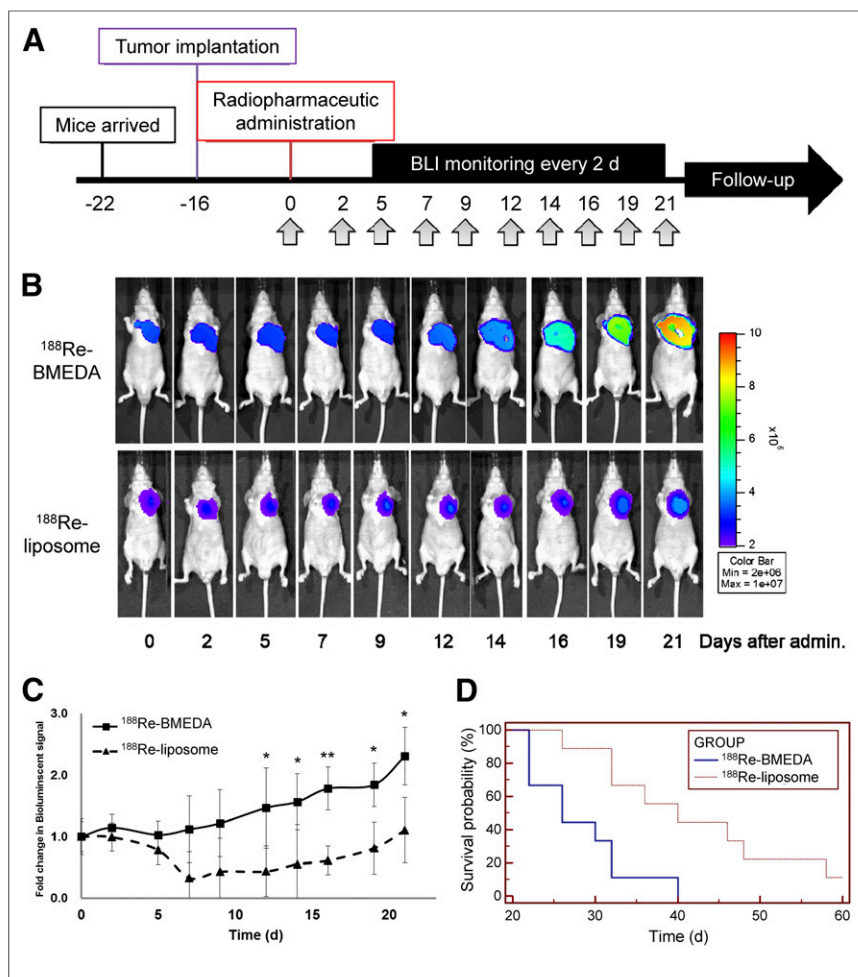 A
Tumor implantation
Radiopharmaceutic
administration
Mice arrived
BLI monitoring every 2 d
Follow-up
-22 -16 0 2 5 7 9 12 14 16 19 21
B
188Re-
BMEDA
188Re-
liposome
10
8
6
4
2
x10^6
Color Bar
Min = 2e+06
Max = 1e+07
0 2 5 7 9 12 14 16 19 21 Days after admin.
C
3.0
2.0
1.0
0.0
Fold change in Bioluminscent signal
188Re-BMEDA
188Re-liposome
* * ** * *
0 5 10 15 20
Time (d)
D
100
80
60
40
20
0
Survival probability (%)
GROUP
188Re-BMEDA
188Re-liposome
20 30 40 50 60
Time (d)